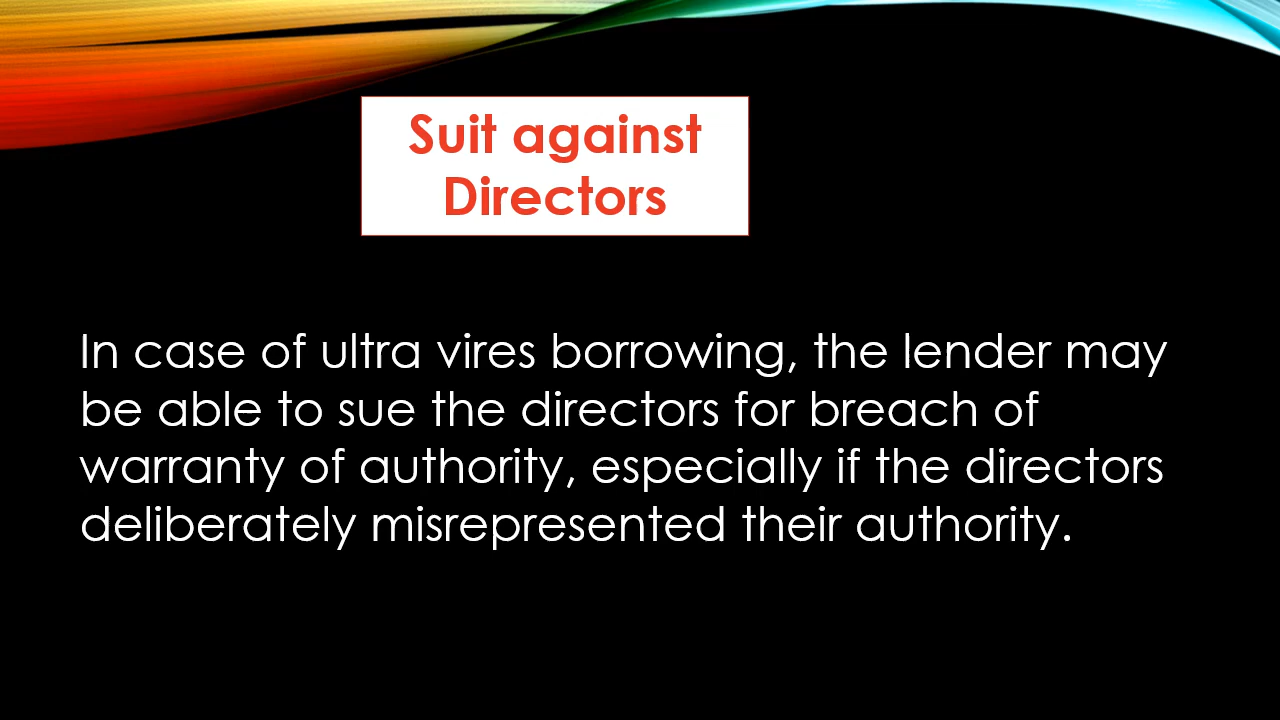 Suit against
Directors
In case of ultra vires borrowing, the lender may
be able to sue the directors for breach of
warranty of authority, especially if the directors
deliberately misrepresented their authority.